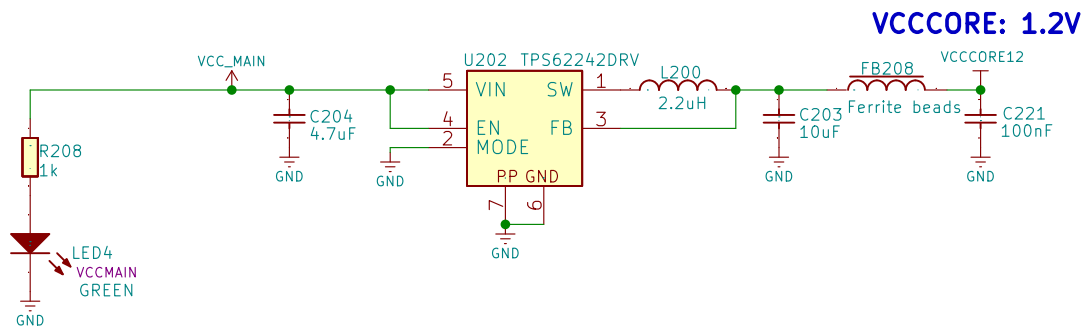 VCCCORE: 1.2V
VCC_MAIN
U202 TPS62242DRV
VCCCORE12
5 VIN SW 1
L200
2.2uH
FB208
Ferrite beads
C204
4.7uF
4 EN FB 3
2 MODE
C203
10uF
C221
100nF
R208
1k
GND
GND
GND
GND
PP GND
7 6
GND
LED4
VCCMAIN
GREEN
GND